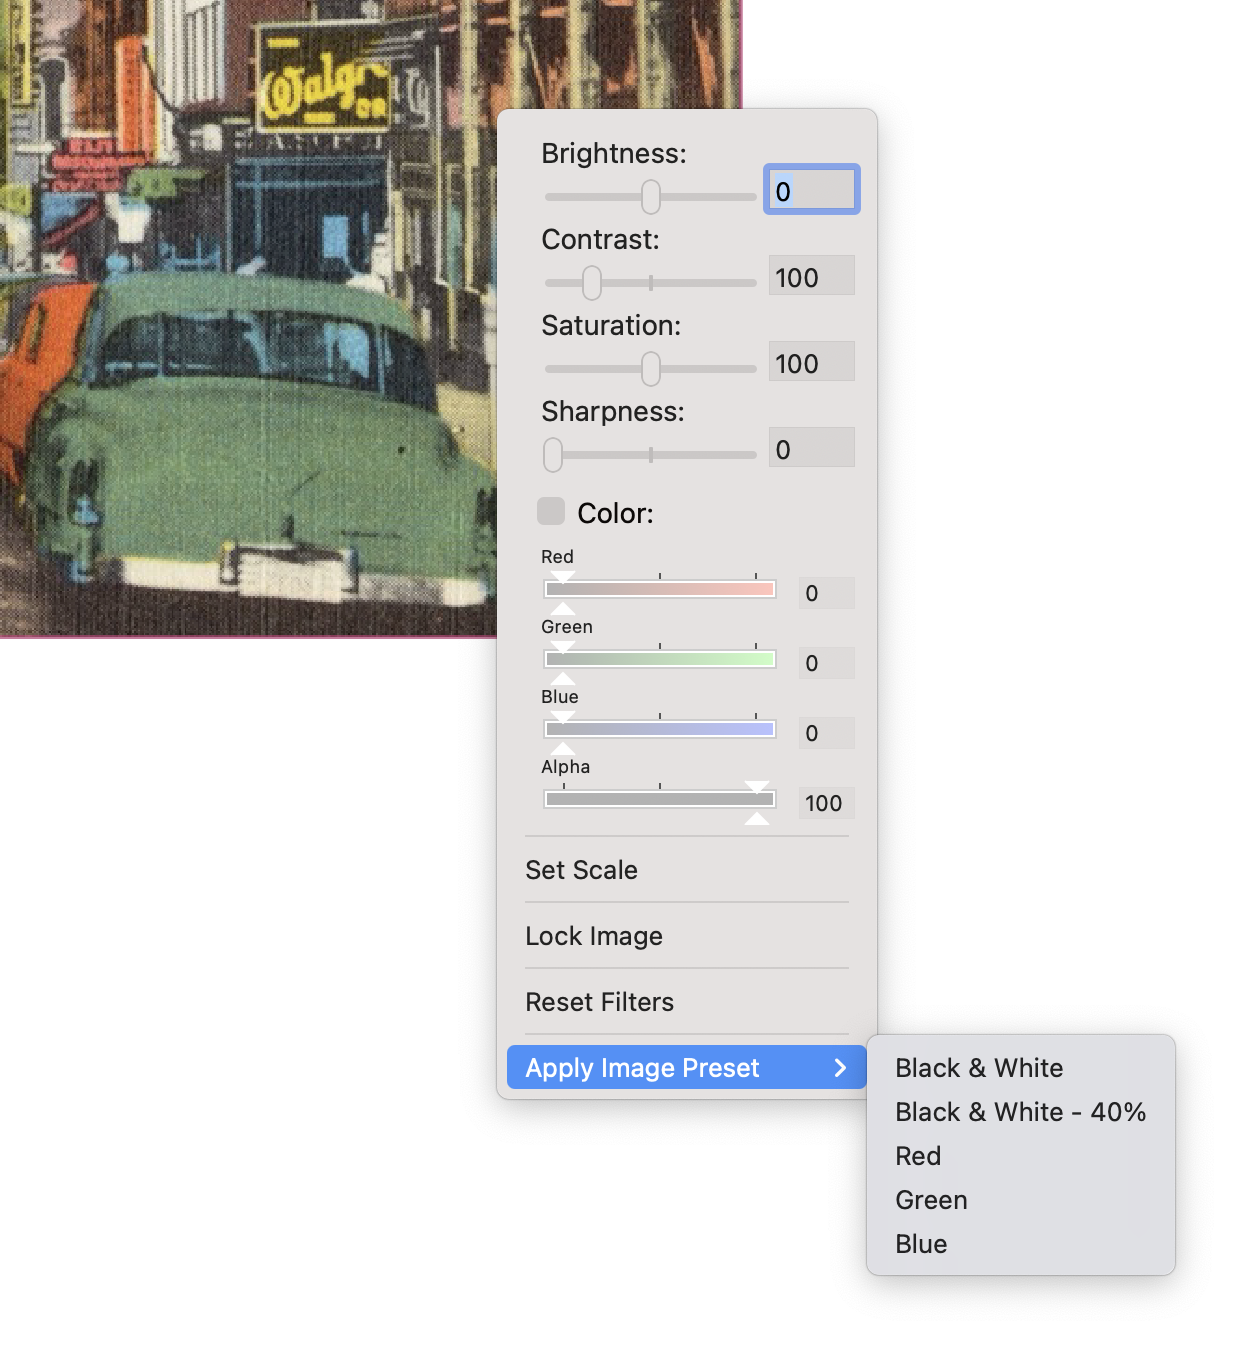 Walgr
DR
Brightness:
0
Contrast:
100
Saturation:
100
Sharpness:
0
Color:
Red
0
Green
0
Blue
0
Alpha
100
Set Scale
Lock Image
Reset Filters
Apply Image Preset
Black & White
Black & White - 40%
Red
Green
Blue